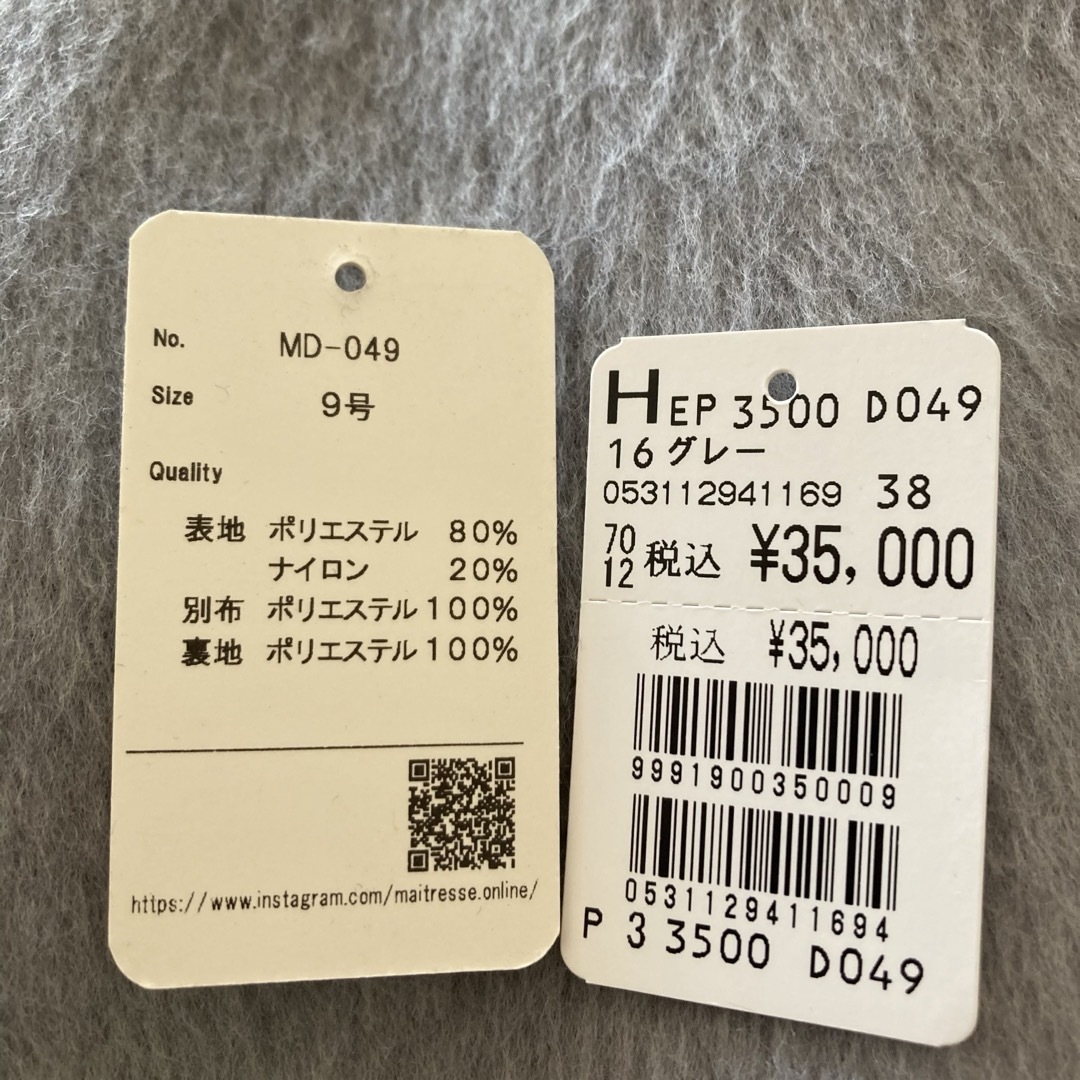 No. MD-049
Size 9号
Quality
表地 ポリエステル 80%
ナイロン 20%
別布 ポリエステル 100%
裏地 ポリエステル 100%
https://www.instagram.com/maitresse.online/
HEP 3500 D049
16 グレー
053112941169 38
70
12 税込 ¥35,000
税込 ¥35,000
9991900350009
0531129411694
P 3 3500 D049